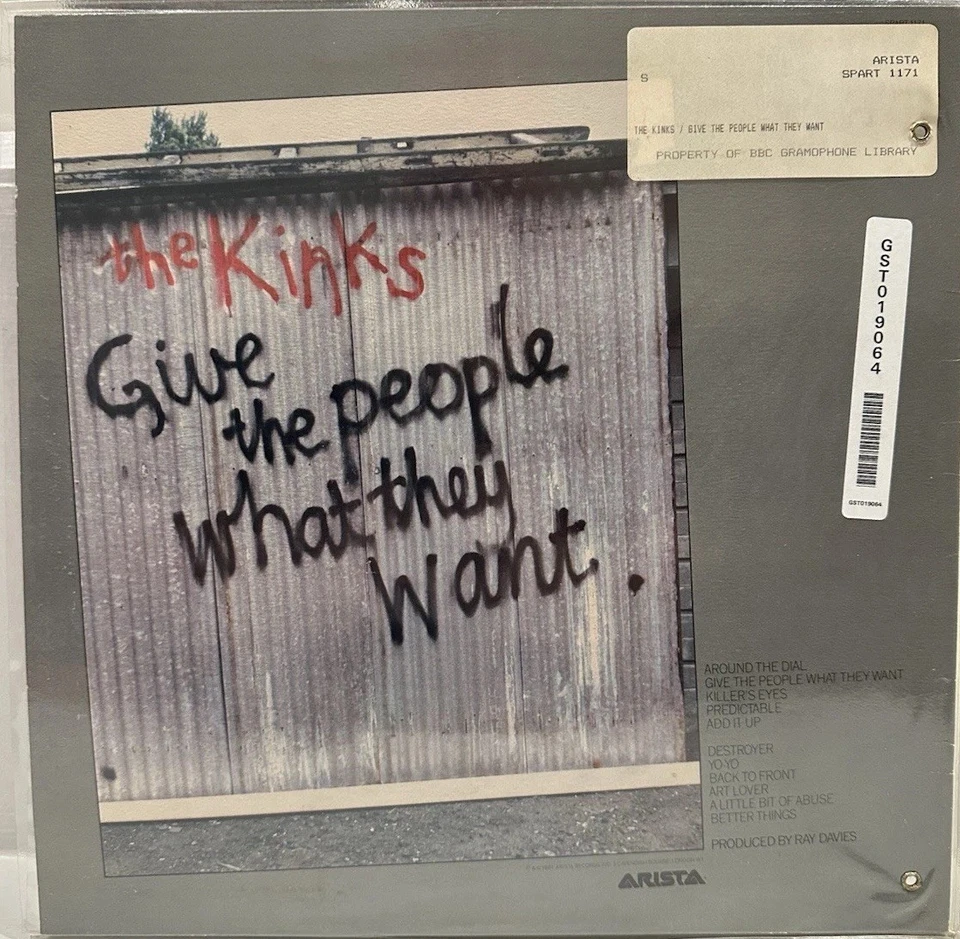 ARISTA
SPART 1171
S
THE KINKS / GIVE THE PEOPLE WHAT THEY WANT
PROPERTY OF BBC GRAMOPHONE LIBRARY
GST019064
GST019064
the Kinks
Give
the people
what they
want.
AROUND THE DIAL
GIVE THE PEOPLE WHAT THEY WANT
KILLER'S EYES
PREDICTABLE
ADD IT UP
DESTROYER
YO-YO
BACK TO FRONT
ART LOVER
A LITTLE BIT OF ABUSE
BETTER THINGS
PRODUCED BY RAY DAVIES
ARISTA